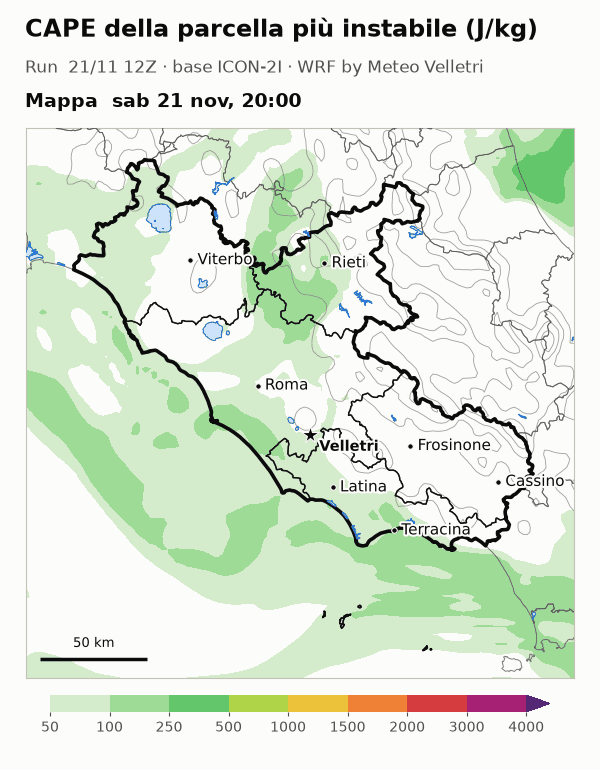 CAPE della parcella più instabile (J/kg)
Run  21/11 12Z · base ICON-2I · WRF by Meteo Velletri
Mappa  sab 21 nov, 20:00
Viterbo
Rieti
Roma
Velletri
Frosinone
Cassino
Latina
Terracina
50 km
50 100 250 500 1000 1500 2000 3000 4000